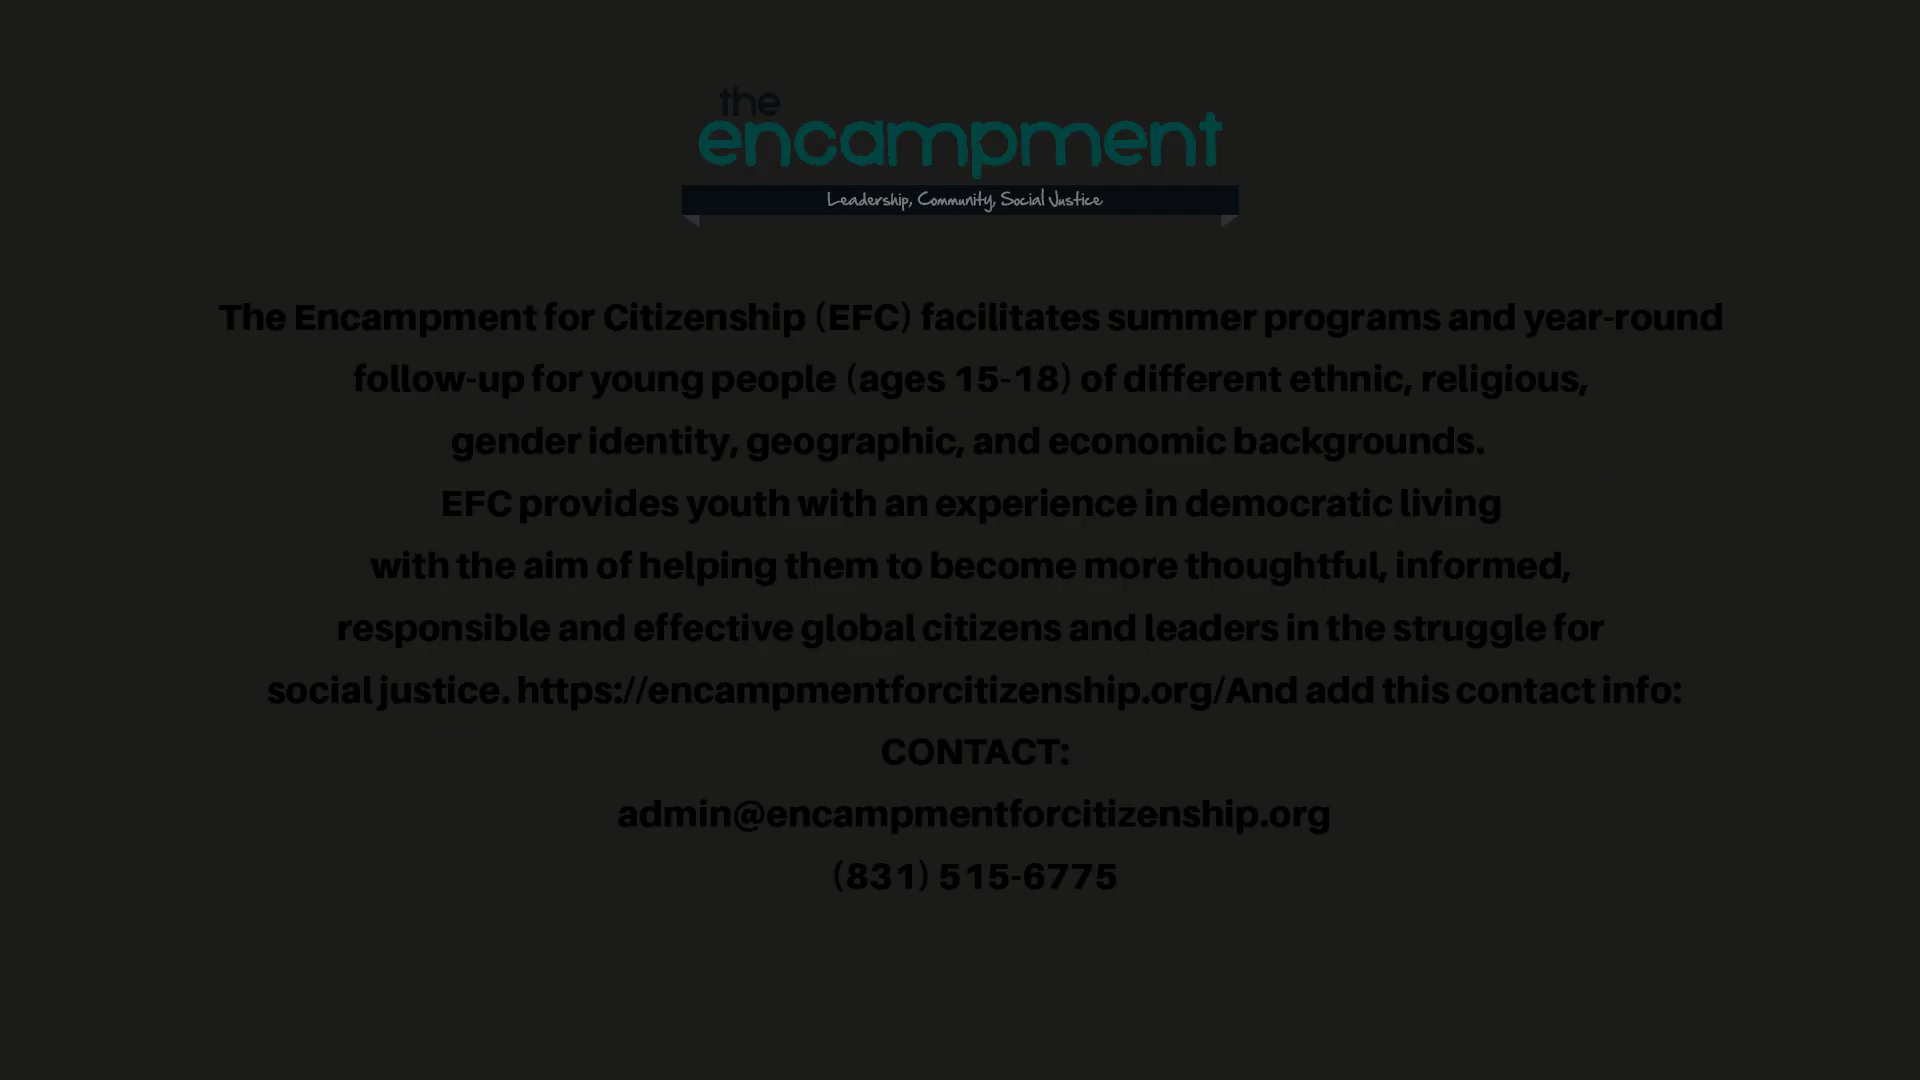 the
encampment
Leadership, Community, Social Justice
The Encampment for Citizenship (EFC) facilitates summer programs and year-round
follow-up for young people (ages 15-18) of different ethnic, religious,
gender identity, geographic, and economic backgrounds.
EFC provides youth with an experience in democratic living
with the aim of helping them to become more thoughtful, informed,
responsible and effective global citizens and leaders in the struggle for
social justice. https://encampmentforcitizenship.org/And add this contact info:
CONTACT:
admin@encampmentforcitizenship.org
(831) 515-6775